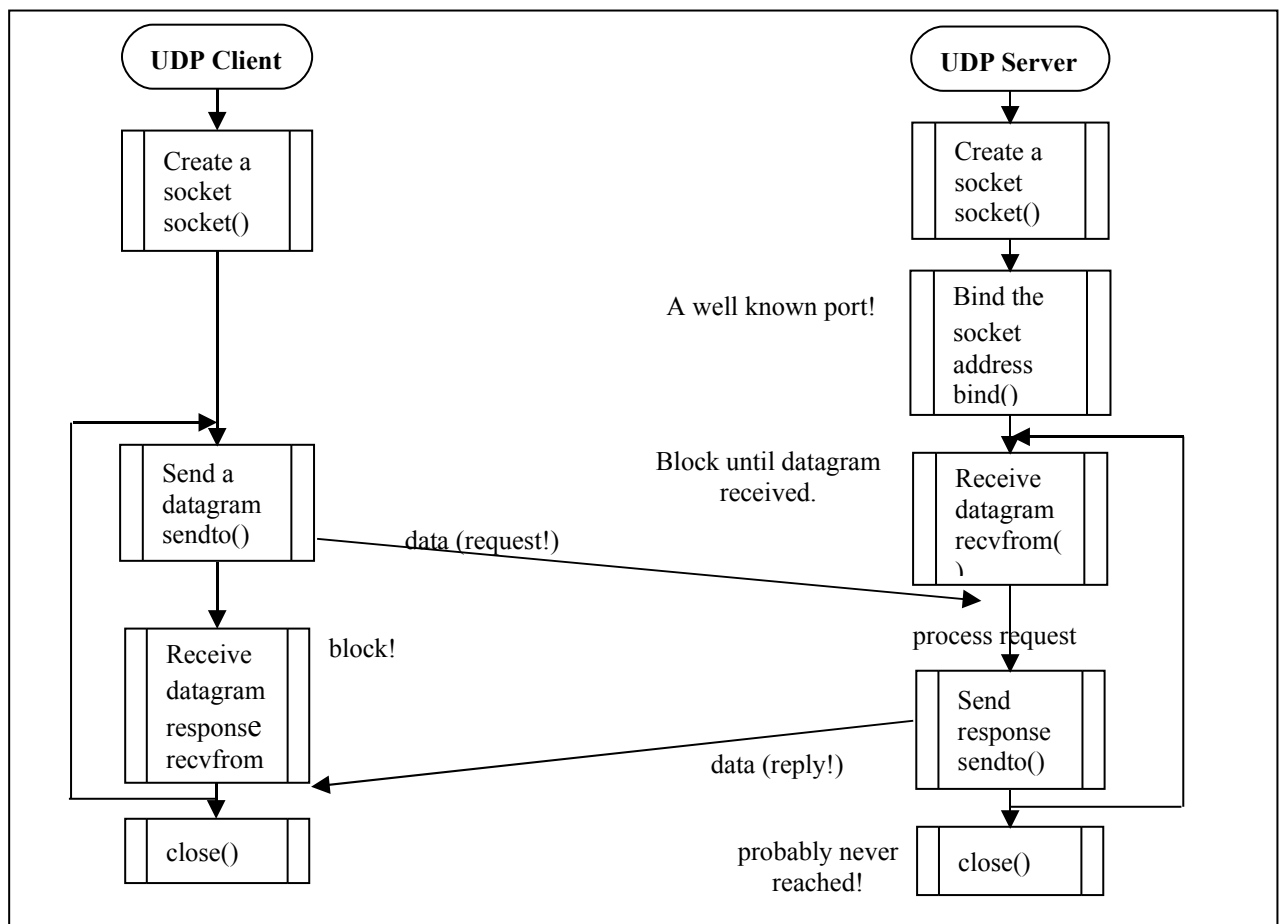 UDP Client
Create a
socket
socket()
Send a
datagram
sendto()
data (request!)
Receive
datagram
response
recvfrom
block!
close()
UDP Server
Create a
socket
socket()
A well known port!
Bind the
socket
address
bind()
Block until datagram
received.
Receive
datagram
recvfrom(
)
process request
Send
response
sendto()
data (reply!)
probably never
reached!
close()